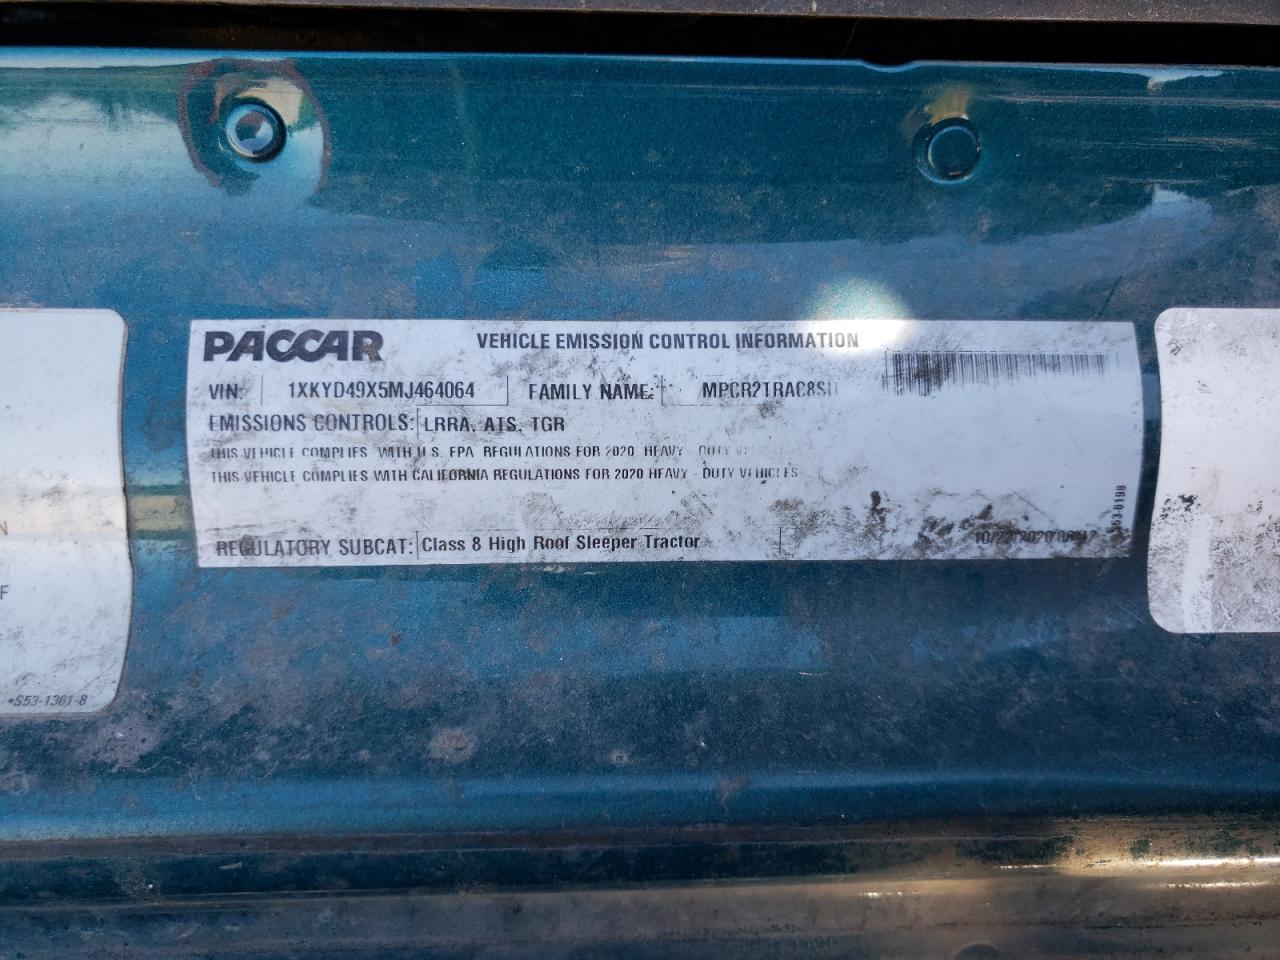 PACCAR
VEHICLE EMISSION CONTROL INFORMATION
VIN: 1XKYD49X5MJ464064 FAMILY NAME:
EMISSIONS CONTROLS: LRRA, ATS, TGR
THIS VEHICLE COMPLIES WITH U.S. EPA REGULATIONS FOR 2020 HEAVY - DUTY
THIS VEHICLE COMPLIES WITH CALIFORNIA REGULATIONS FOR 2020 HEAVY - DUTY VEHICLES
REGULATORY SUBCAT: Class 8 High Roof Sleeper Tractor
N
F
*S53-1361-8